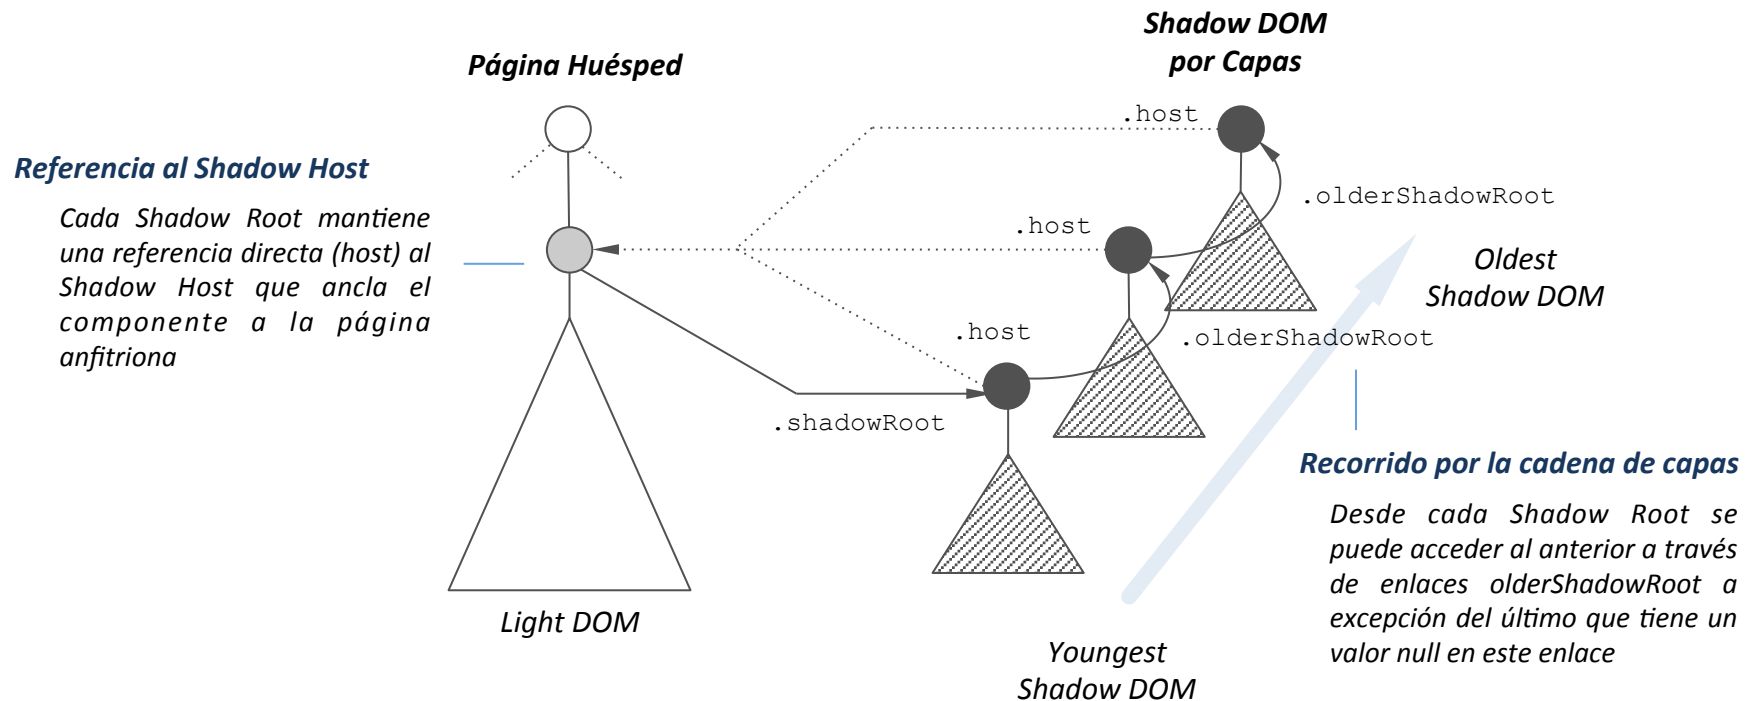 Shadow DOM
por Capas
Página Huésped
.host
Referencia al Shadow Host
Cada Shadow Root mantiene
una referencia directa (host) al
Shadow Host que ancla el
componente a la página
anfitriona
.olderShadowRoot
.host
Oldest
Shadow DOM
.host
.olderShadowRoot
.shadowRoot
Recorrido por la cadena de capas
Desde cada Shadow Root se
puede acceder al anterior a través
de enlaces olderShadowRoot a
excepción del último que tiene un
valor null en este enlace
Light DOM
Youngest
Shadow DOM